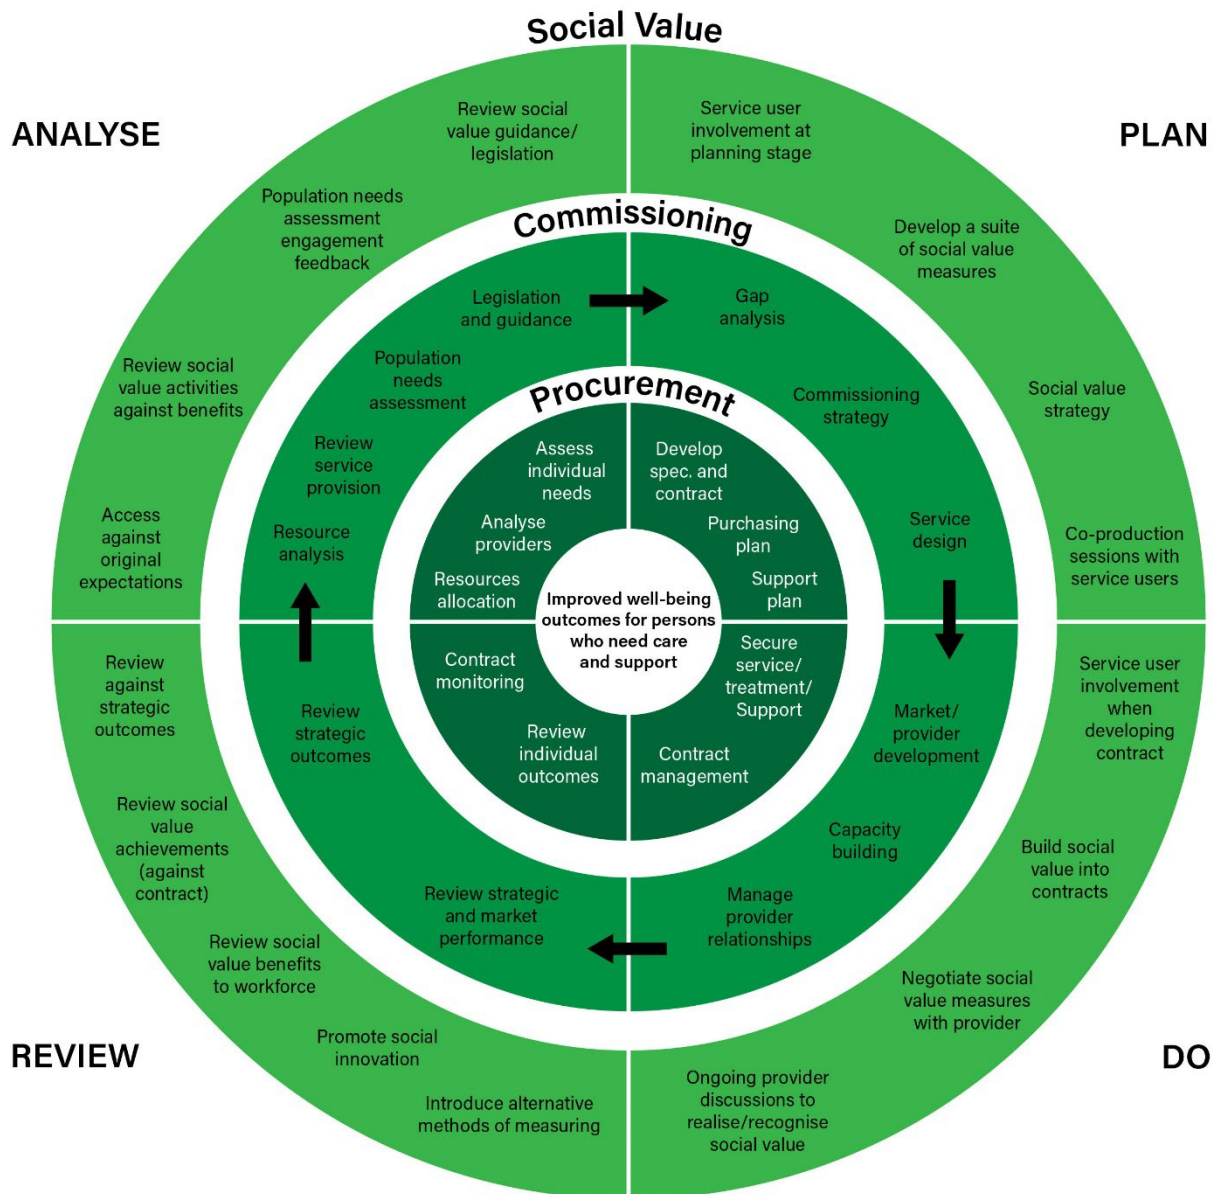 Social Value
ANALYSE
PLAN
Review social
value guidance/
legislation
Population needs
assessment
engagement
feedback
Review social
value activities
against benefits
Access
against
original
expectations
Service user
involvement at
planning stage
Develop a suite
of social value
measures
Social value
strategy
Co-production
sessions with
service users
Commissioning
Legislation
and guidance
Population
needs
assessment
Review
service
provision
Resource
analysis
Gap
analysis
Commissioning
strategy
Service
design
Procurement
Assess
individual
needs
Analyse
providers
Resources
allocation
Develop
spec. and
contract
Purchasing
plan
Support
plan
Improved well-being
outcomes for persons
who need care
and support
Contract
monitoring
Review
individual
outcomes
Secure
service/
treatment/
Support
Contract
management
Review
strategic
outcomes
Review strategic
and market
performance
Market/
provider
development
Capacity
building
Manage
provider
relationships
Review
against
strategic
outcomes
Review social
value
achievements
(against
contract)
Review social
value benefits
to workforce
Promote social
innovation
Introduce alternative
methods of measuring
Service user
involvement
when
developing
contract
Build social
value into
contracts
Negotiate social
value measures
with provider
Ongoing provider
discussions to
realise/recognise
social value
REVIEW
DO